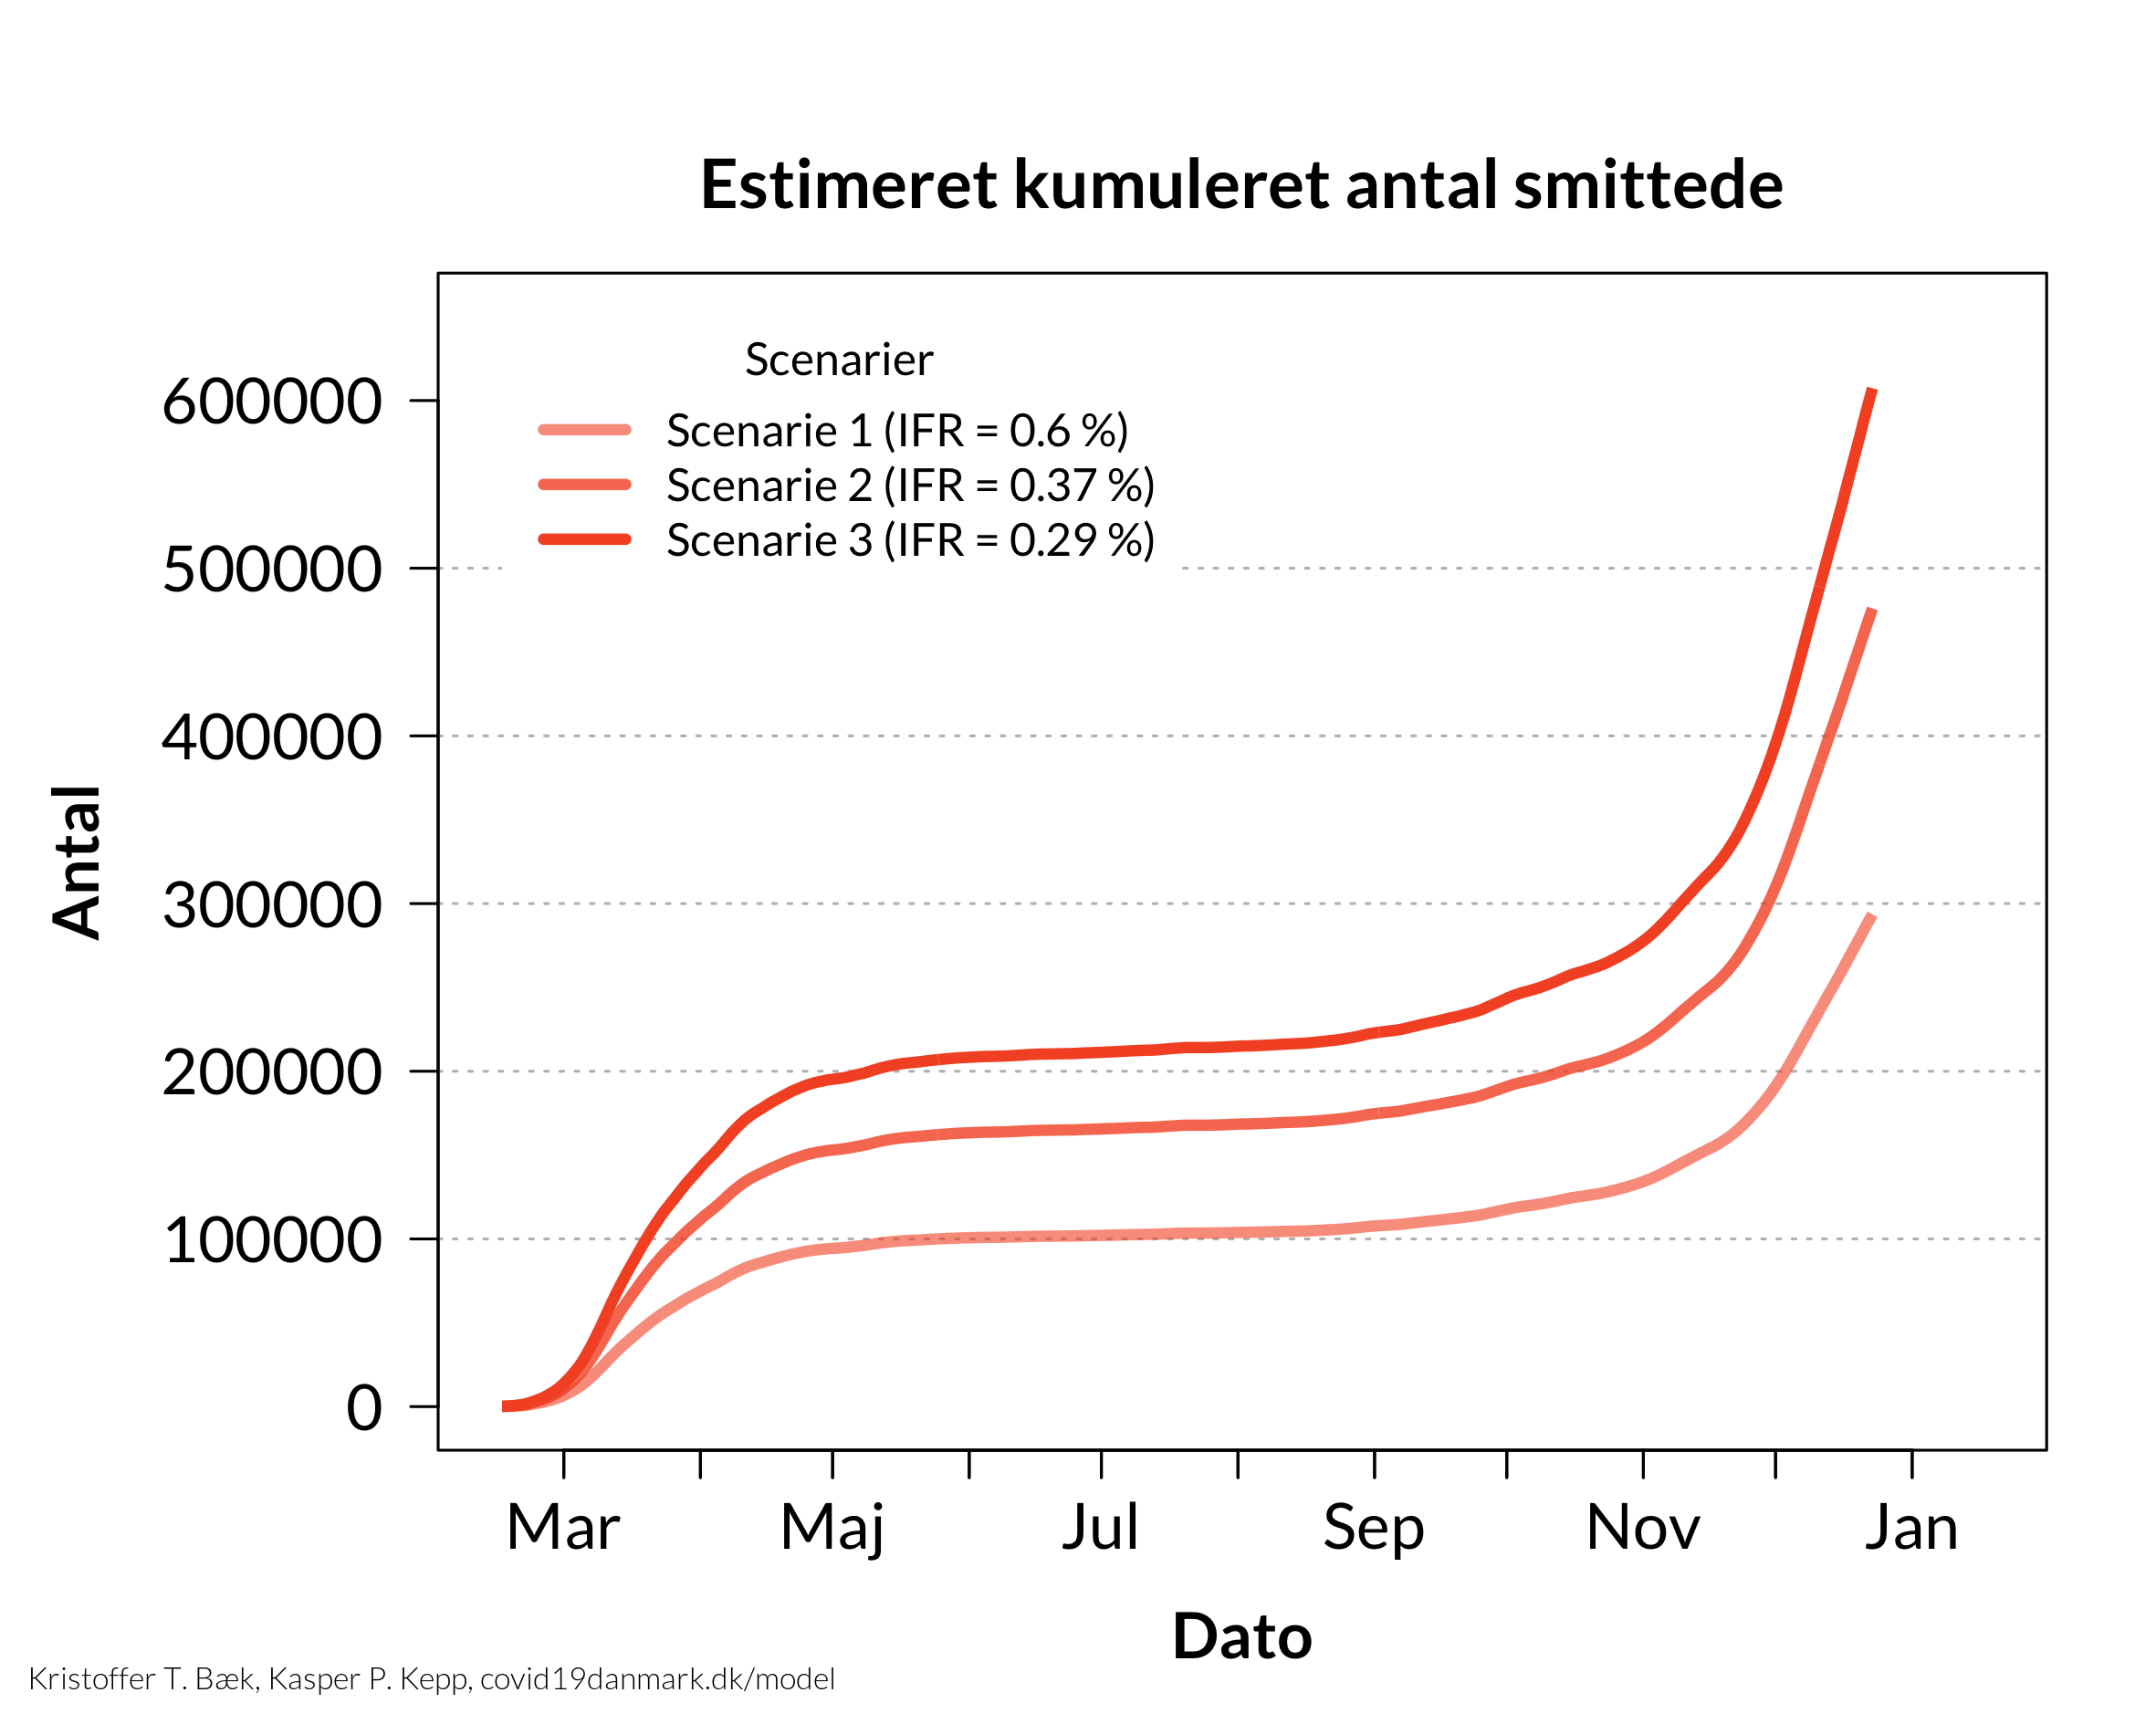 Estimeret kumuleret antal smittede
Scenarier
Scenarie 1 (IFR = 0.6 %)
Scenarie 2 (IFR = 0.37 %)
Scenarie 3 (IFR = 0.29 %)
600000
500000
400000
300000
200000
100000
0
Antal
Mar Maj Jul Sep Nov Jan
Dato
Kristoffer T. Bæk, Kasper P. Kepp, covid19danmark.dk/model